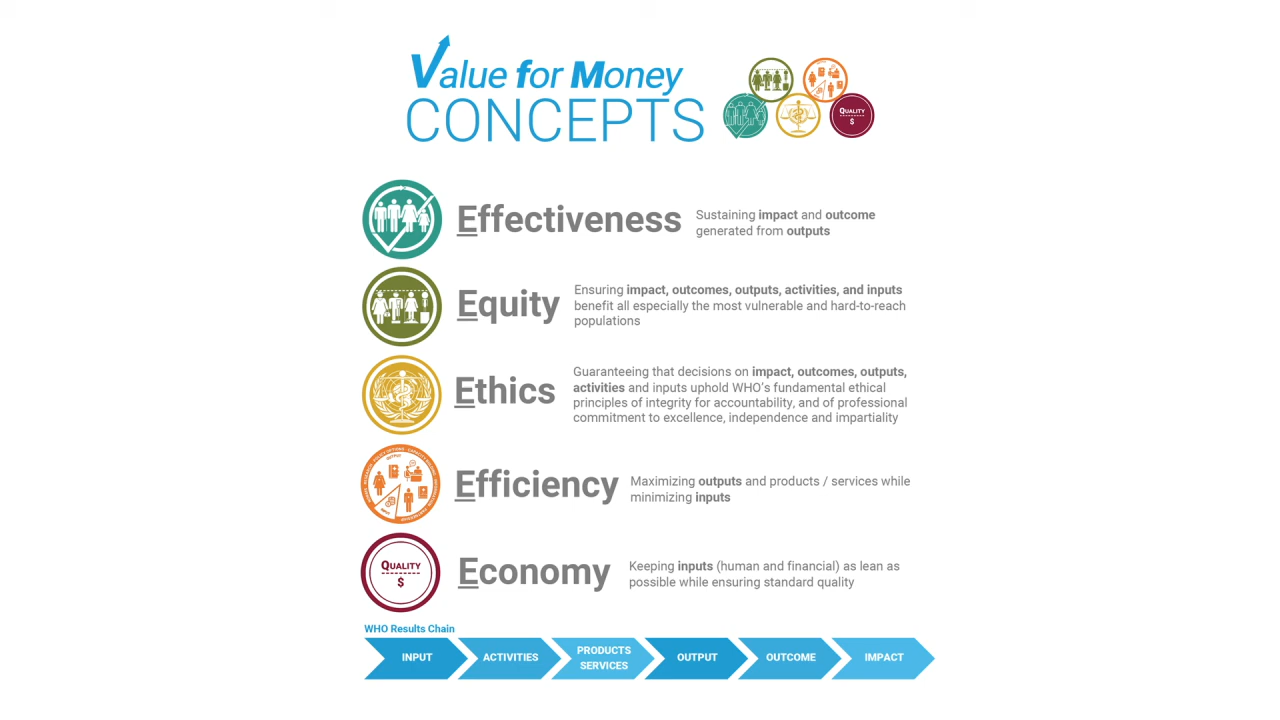 Value for Money
CONCEPTS
QUALITY
$
Effectiveness
Sustaining impact and outcome
generated from outputs
Equity
Ensuring impact, outcomes, outputs, activities, and inputs
benefit all especially the most vulnerable and hard-to-reach
populations
Ethics
Guaranteeing that decisions on impact, outcomes, outputs,
activities and inputs uphold WHO's fundamental ethical
principles of integrity for accountability, and of professional
commitment to excellence, independence and impartiality
OUTPUT
INPUT
Efficiency
Maximizing outputs and products / services while
minimizing inputs
QUALITY
$
Economy
Keeping inputs (human and financial) as lean as
possible while ensuring standard quality
WHO Results Chain
INPUT
ACTIVITIES
PRODUCTS
SERVICES
OUTPUT
OUTCOME
IMPACT